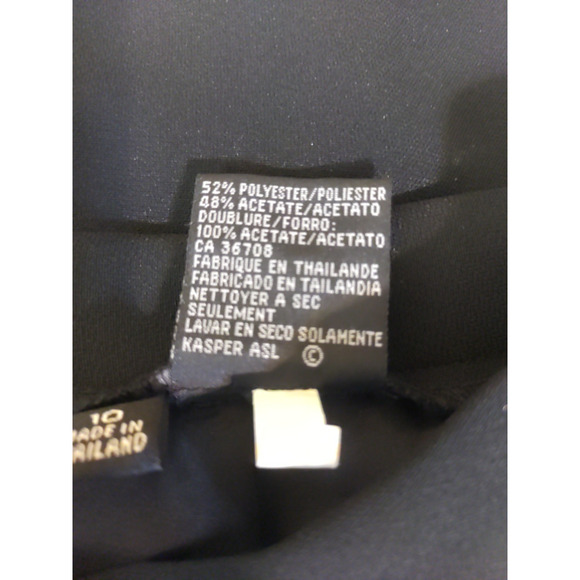 52% POLYESTER/POLIESTER
48% ACETATE/ACETATO
DOUBLURE/FORRO:
100% ACETATE/ACETATO
CA 36708
FABRIQUE EN THAILANDE
FABRICADO EN TAILANDIA
NETTOYER A SEC
SEULEMENT
LAVAR EN SECO SOLAMENTE
KASPER ASL ©
10
MADE IN
THAILAND